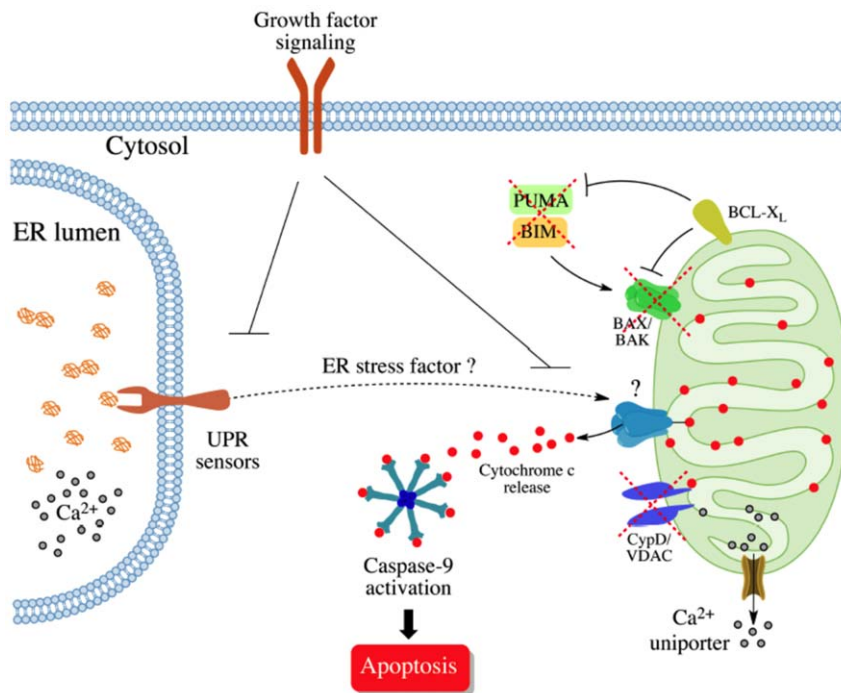 Growth factor
signaling
Cytosol
ER lumen
PUMA
BIM
BCL-X_L
BAX/
BAK
ER stress factor ?
?
UPR
sensors
Cytochrome c
release
Ca²⁺
CypD/
VDAC
Caspase-9
activation
Ca²⁺
uniporter
Apoptosis